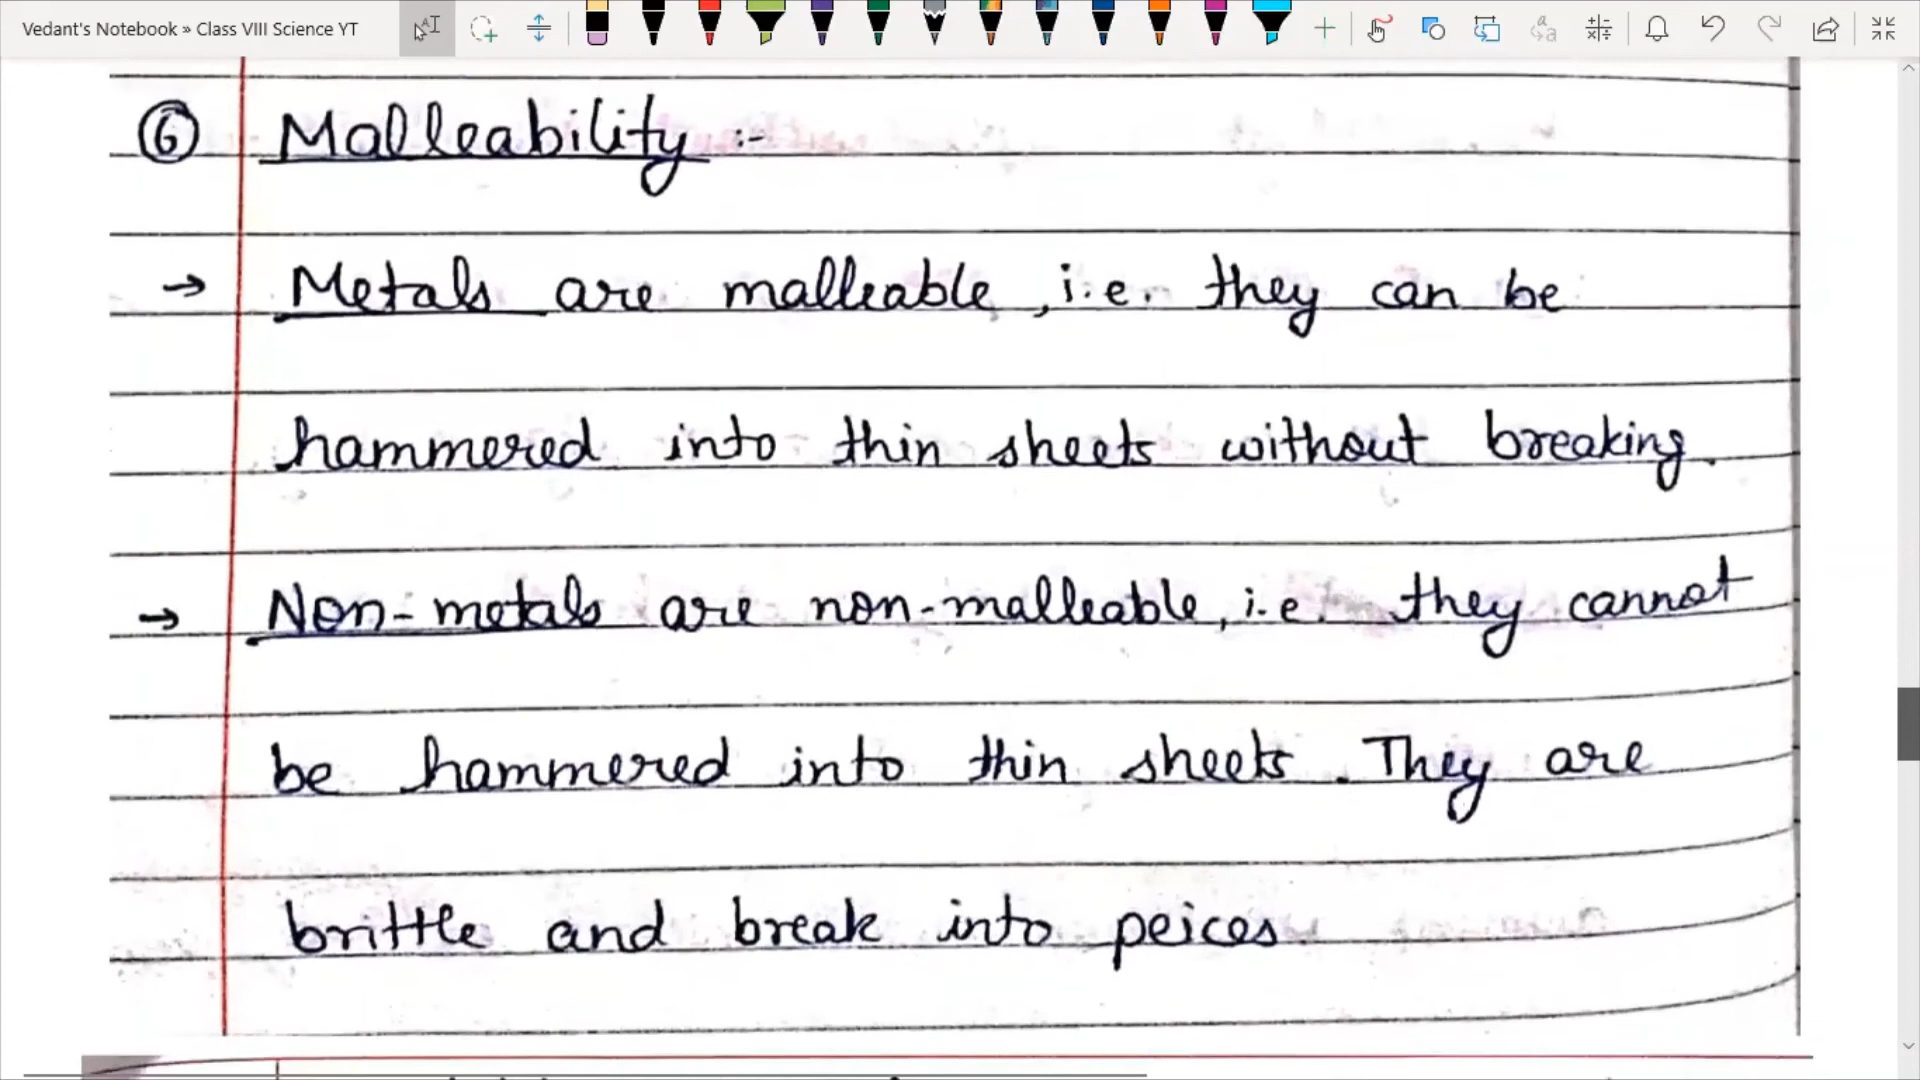 Vedant's Notebook » Class VIII Science YT
⑥ Malleability :-
→ Metals are malleable, i.e. they can be
hammered into thin sheets without breaking.
→ Non-metals are non-malleable, i.e. they cannot
be hammered into thin sheets. They are
brittle and break into peices.